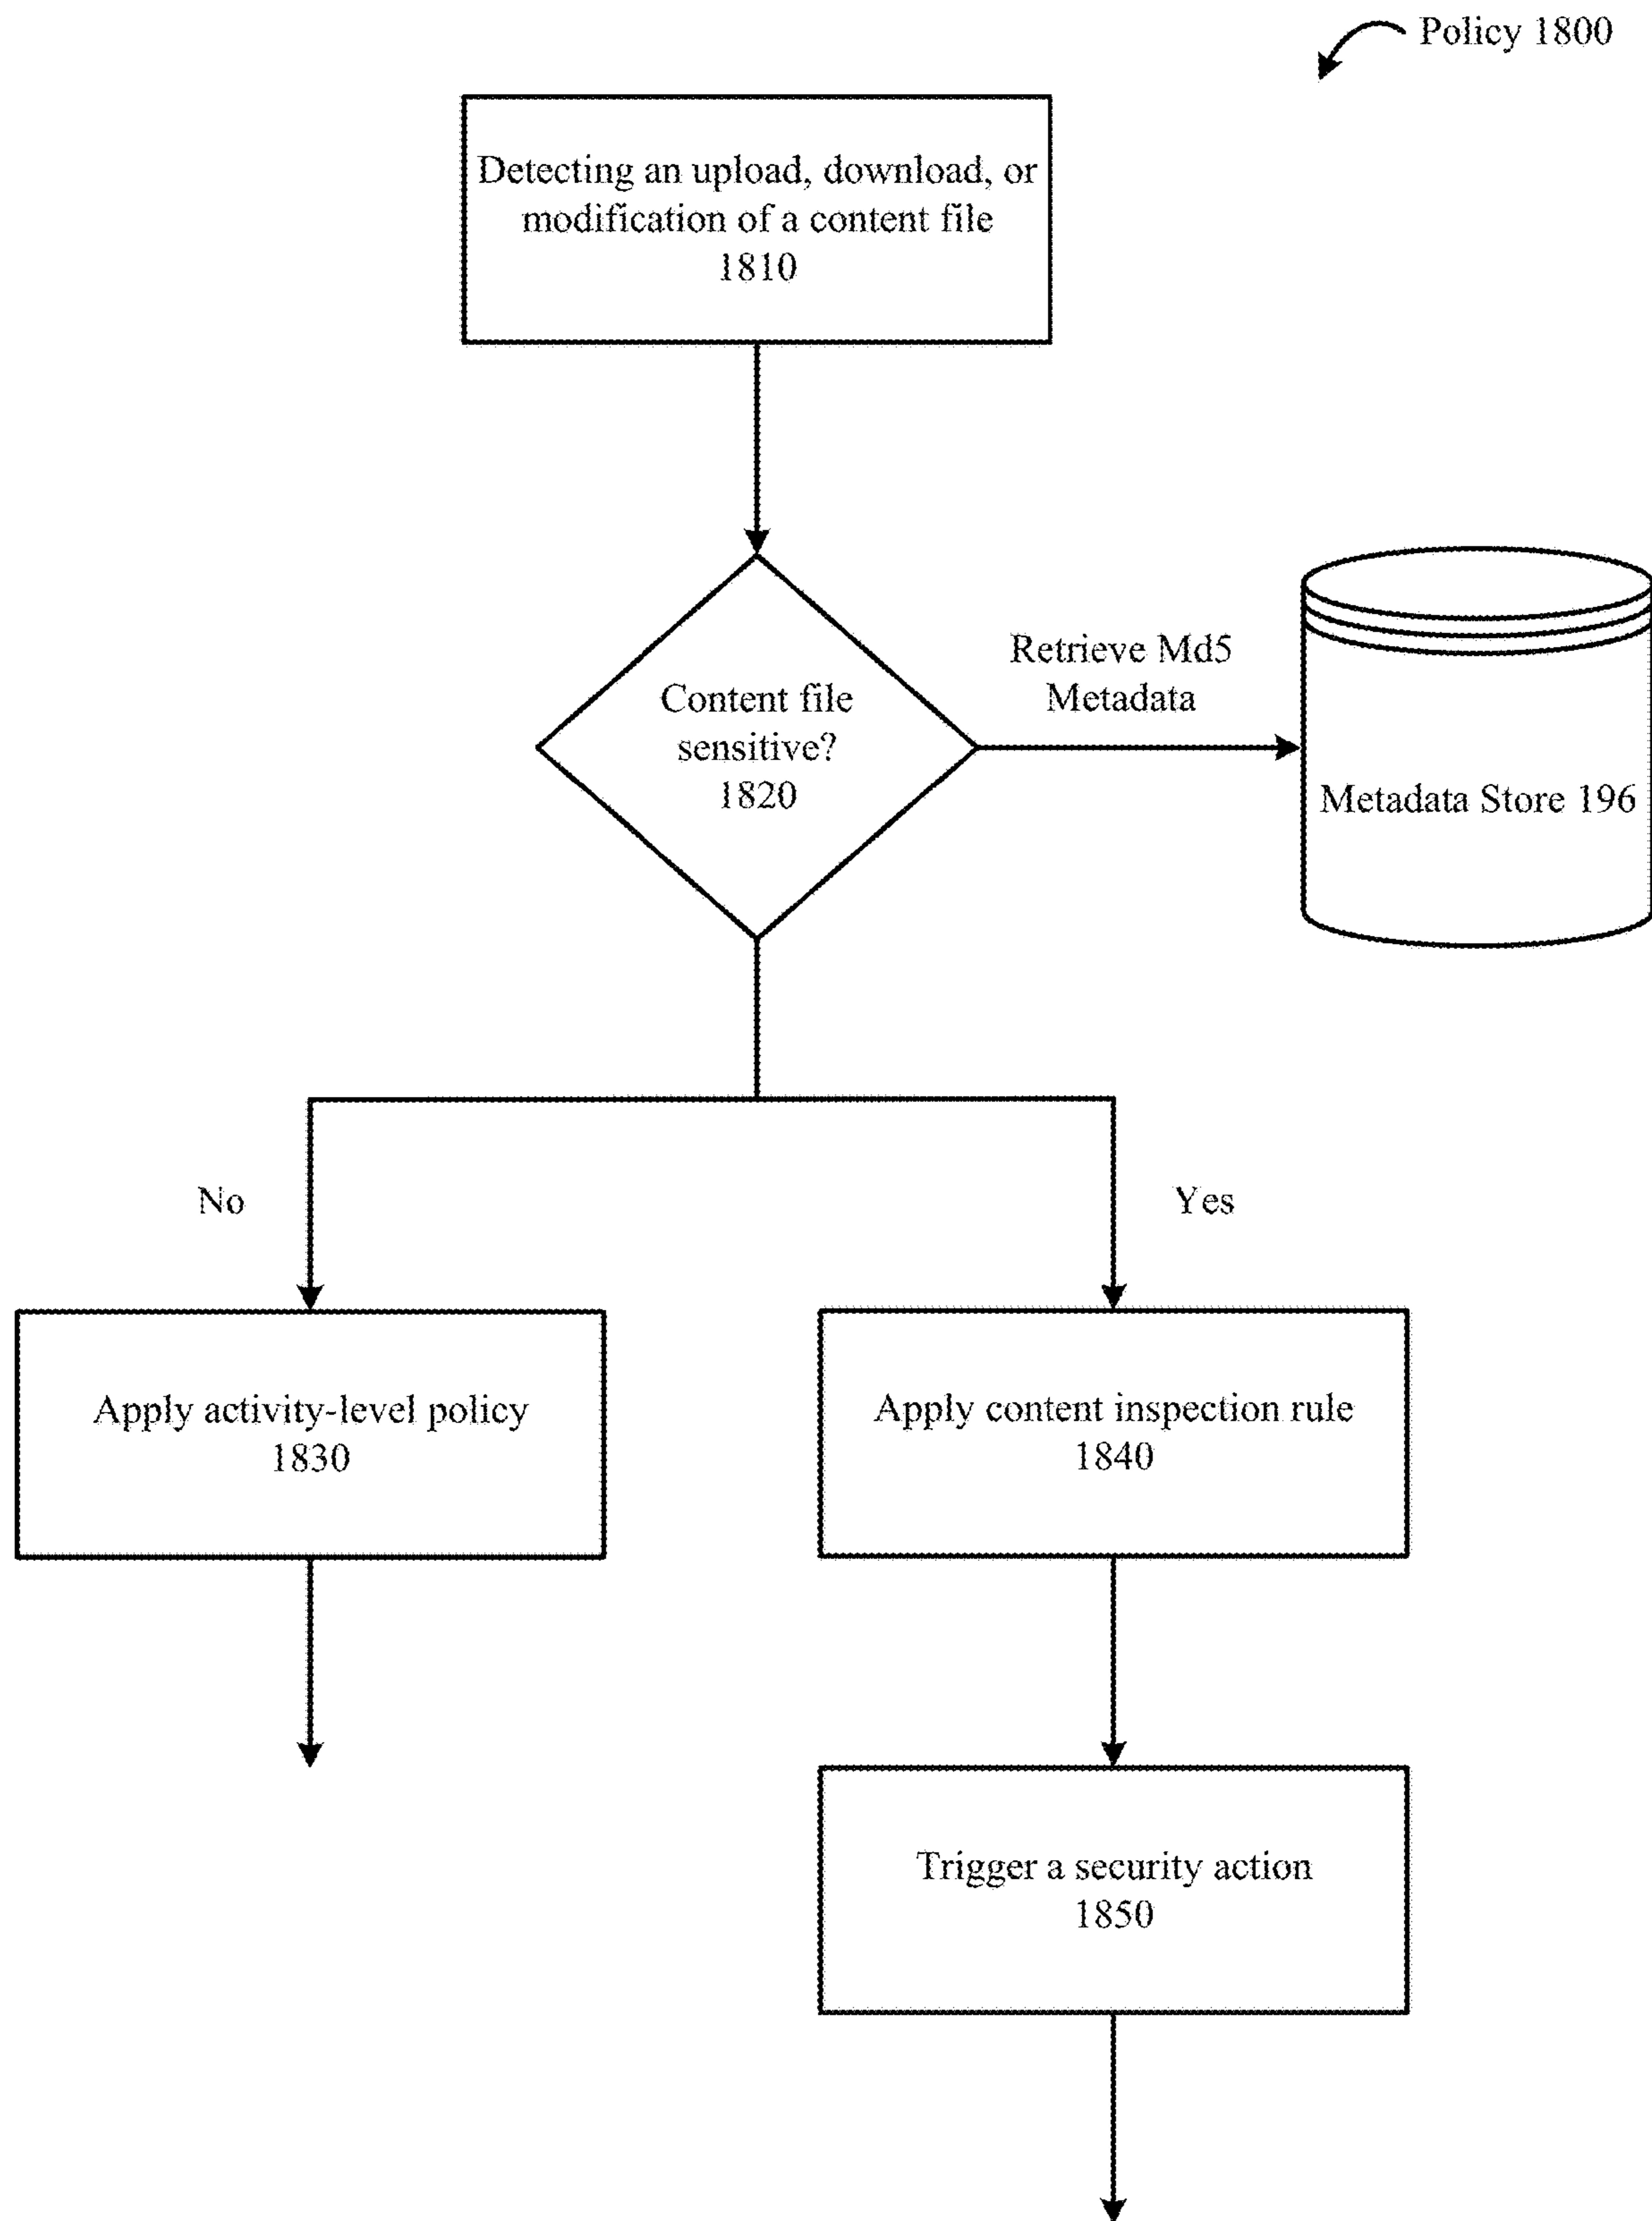 Policy 1800
Detecting an upload, download, or
modification of a content file
1810
Retrieve Md5
Metadata
Content file
sensitive?
1820
Metadata Store 196
No
Yes
Apply activity-level policy
1830
Apply content inspection rule
1840
Trigger a security action
1850